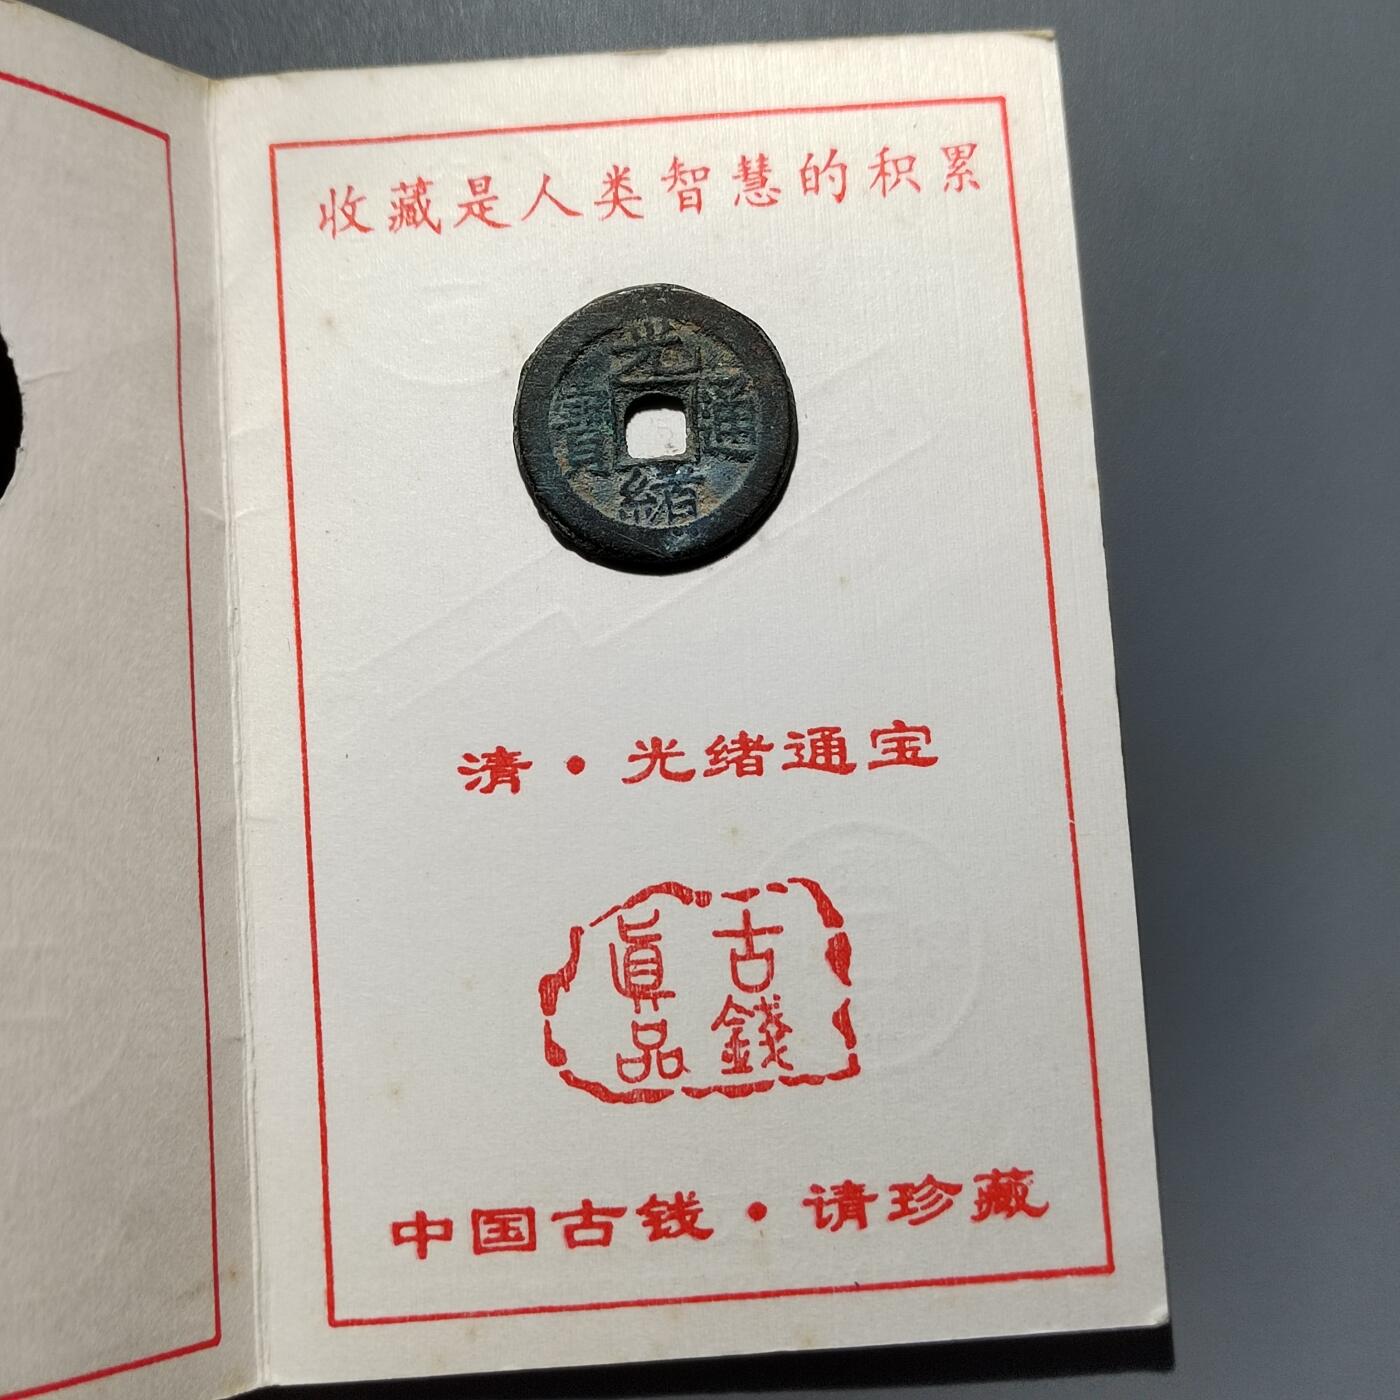 收藏是人类智慧的积累
光緒通寶
清·光绪通宝
古錢
眞品
中国古钱·请珍藏